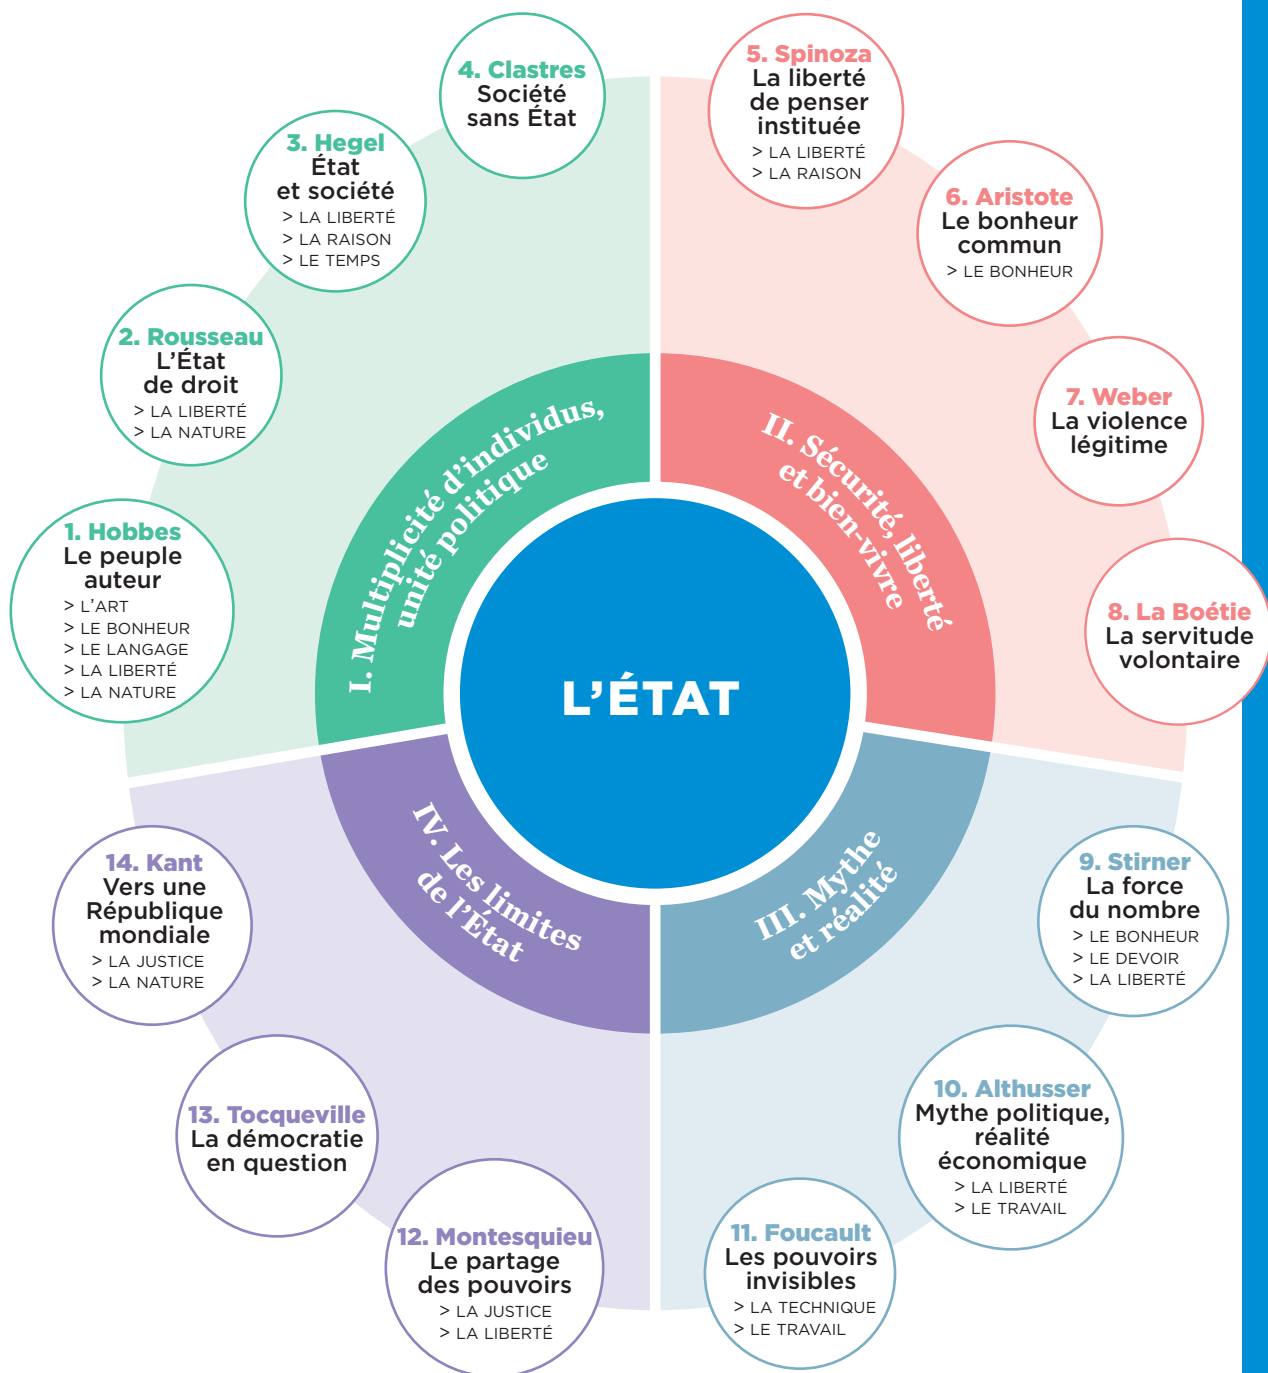 L’ÉTAT
I. Multiplicité d’individus,
unité politique
1. Hobbes
Le peuple
auteur
> L’ART
> LE BONHEUR
> LE LANGAGE
> LA LIBERTÉ
> LA NATURE
2. Rousseau
L’État
de droit
> LA LIBERTÉ
> LA NATURE
3. Hegel
État
et société
> LA LIBERTÉ
> LA RAISON
> LE TEMPS
4. Clastres
Société
sans État
II. Sécurité, liberté
et bien-vivre
5. Spinoza
La liberté
de penser
instituée
> LA LIBERTÉ
> LA RAISON
6. Aristote
Le bonheur
commun
> LE BONHEUR
7. Weber
La violence
légitime
8. La Boétie
La servitude
volontaire
III. Mythe
et réalité
9. Stirner
La force
du nombre
> LE BONHEUR
> LE DEVOIR
> LA LIBERTÉ
10. Althusser
Mythe politique,
réalité
économique
> LA LIBERTÉ
> LE TRAVAIL
11. Foucault
Les pouvoirs
invisibles
> LA TECHNIQUE
> LE TRAVAIL
IV. Les limites
de l’État
12. Montesquieu
Le partage
des pouvoirs
> LA JUSTICE
> LA LIBERTÉ
13. Tocqueville
La démocratie
en question
14. Kant
Vers une
République
mondiale
> LA JUSTICE
> LA NATURE